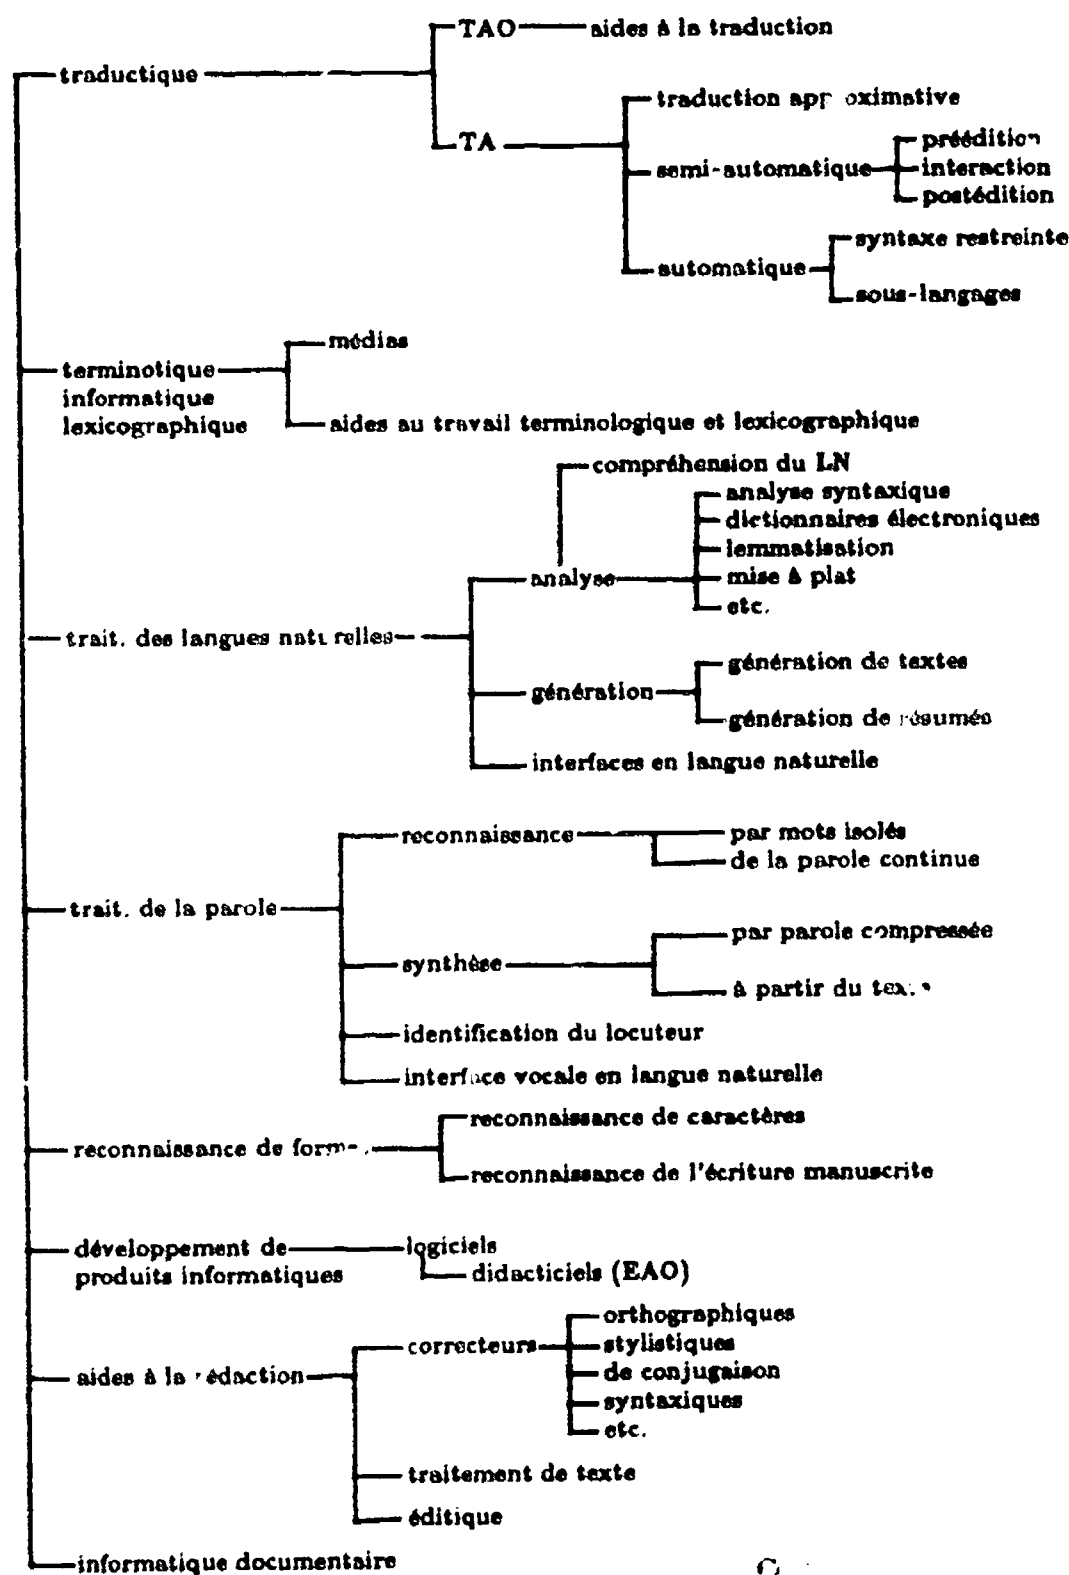 TAO aides à la traduction
traductique
traduction approximative
TA
préédition
semi-automatique interaction
postédition
syntaxe restreinte
automatique
sous-langages
médias
terminotique
informatique
lexicographique
aides au travail terminologique et lexicographique
compréhension du LN
analyse syntaxique
dictionnaires électroniques
lemmatisation
analyse mise à plat
etc.
trait. des langues naturelles
génération de textes
génération
génération de résumés
interfaces en langue naturelle
reconnaissance par mots isolés
de la parole continue
trait. de la parole
par parole compressée
synthèse
à partir du texte
identification du locuteur
interface vocale en langue naturelle
reconnaissance de caractères
reconnaissance de
reconnaissance de l'écriture manuscrite
développement de logiciels
produits informatiques didacticiels (EAO)
orthographiques
correcteurs stylistiques
aides à la rédaction de conjugaison
syntaxiques
etc.
traitement de texte
éditique
informatique documentaire